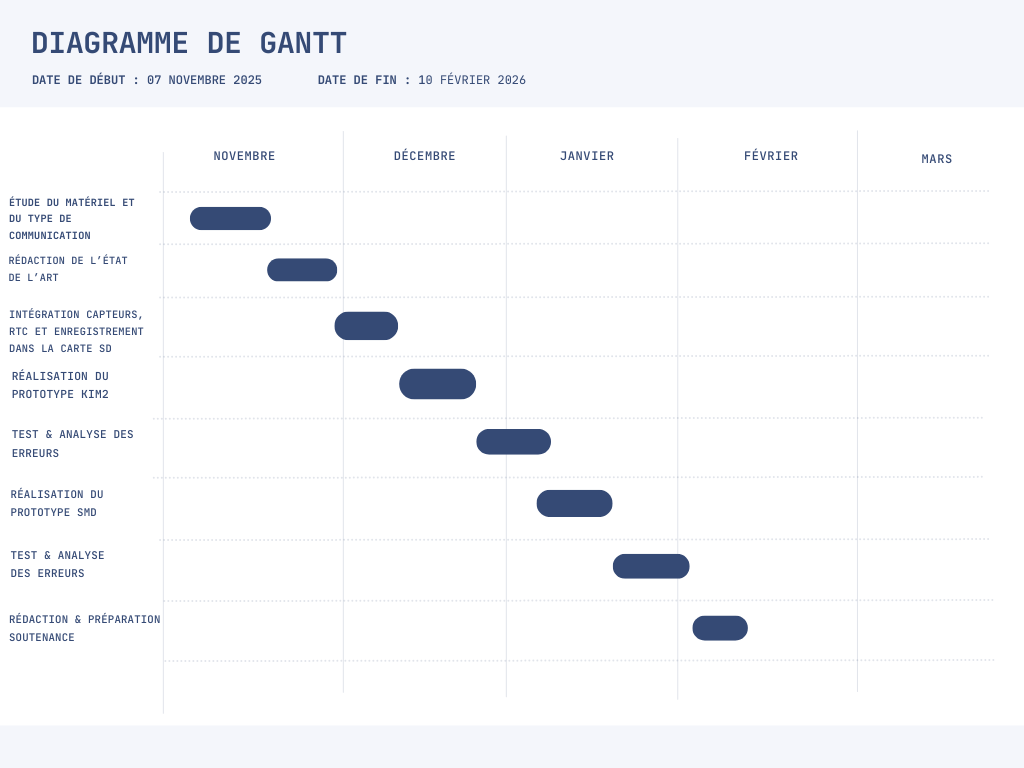 DIAGRAMME DE GANTT
DATE DE DÉBUT : 07 NOVEMBRE 2025 DATE DE FIN : 10 FÉVRIER 2026
NOVEMBRE DÉCEMBRE JANVIER FÉVRIER MARS
ÉTUDE DU MATÉRIEL ET
DU TYPE DE
COMMUNICATION
RÉDACTION DE L’ÉTAT
DE L’ART
INTÉGRATION CAPTEURS,
RTC ET ENREGISTREMENT
DANS LA CARTE SD
RÉALISATION DU
PROTOTYPE KIM2
TEST & ANALYSE DES
ERREURS
RÉALISATION DU
PROTOTYPE SMD
TEST & ANALYSE
DES ERREURS
RÉDACTION & PRÉPARATION
SOUTENANCE